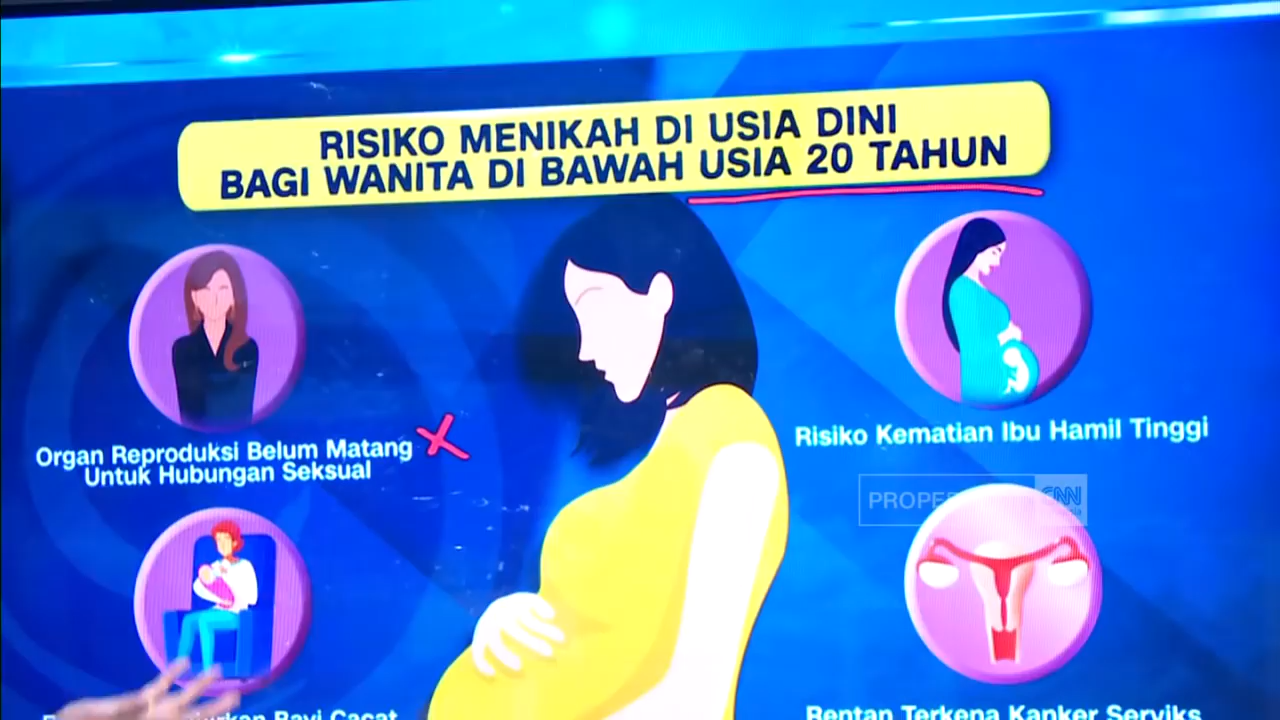 RISIKO MENIKAH DI USIA DINI
BAGI WANITA DI BAWAH USIA 20 TAHUN
Organ Reproduksi Belum Matang
Untuk Hubungan Seksual
Risiko Kematian Ibu Hamil Tinggi
CNN
Bayi Cacat
Rentan Terkena Kanker Serviks